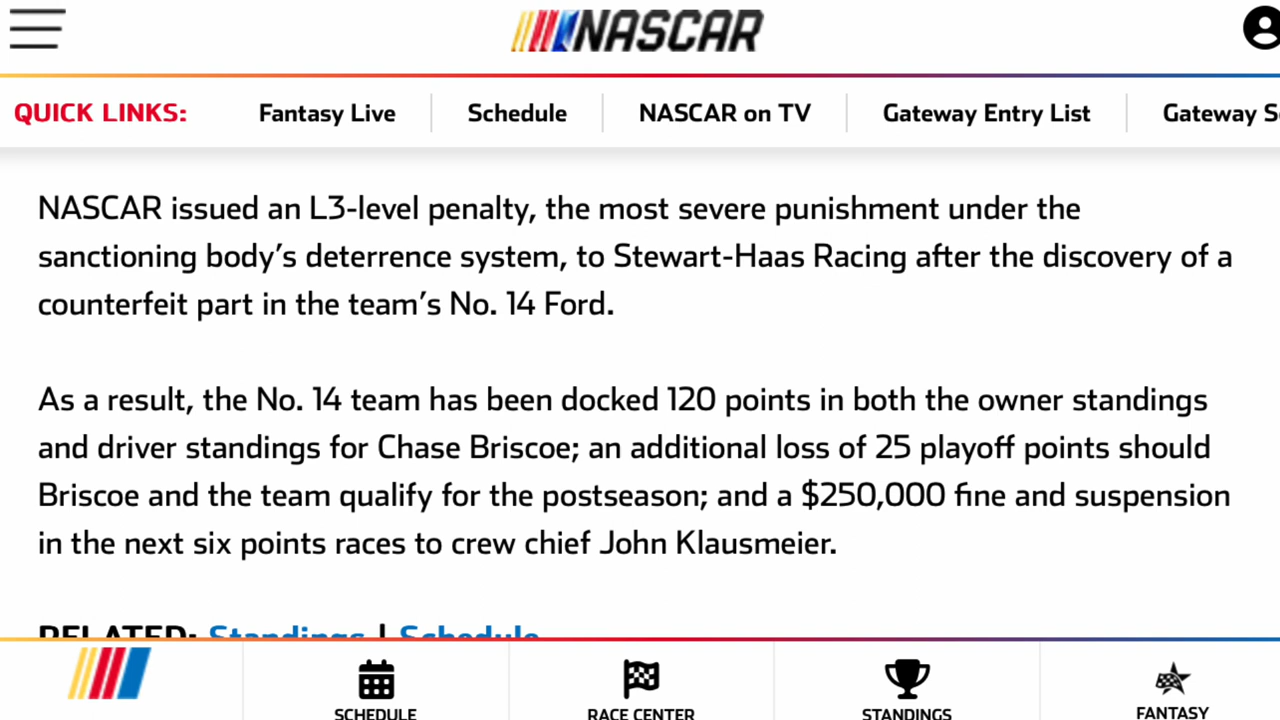 NASCAR
QUICK LINKS:
Fantasy Live
Schedule
NASCAR on TV
Gateway Entry List
Gateway
NASCAR issued an L3-level penalty, the most severe punishment under the
sanctioning body’s deterrence system, to Stewart-Haas Racing after the discovery of a
counterfeit part in the team’s No. 14 Ford.
As a result, the No. 14 team has been docked 120 points in both the owner standings
and driver standings for Chase Briscoe; an additional loss of 25 playoff points should
Briscoe and the team qualify for the postseason; and a $250,000 fine and suspension
in the next six points races to crew chief John Klausmeier.
RELATED: Standings | Schedule
SCHEDULE
RACE CENTER
STANDINGS
FANTASY